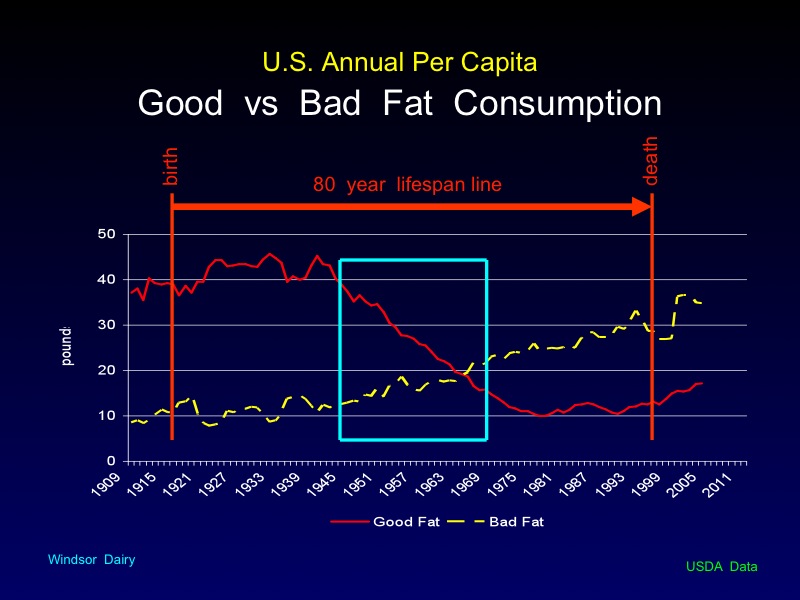 U.S. Annual Per Capita
Good vs Bad Fat Consumption
birth
death
80 year lifespan line
50
40
30
20
10
0
pound
1909
1915
1921
1927
1933
1939
1945
1951
1957
1963
1969
1975
1981
1987
1993
1999
2005
2011
Good Fat
Bad Fat
Windsor Dairy
USDA Data